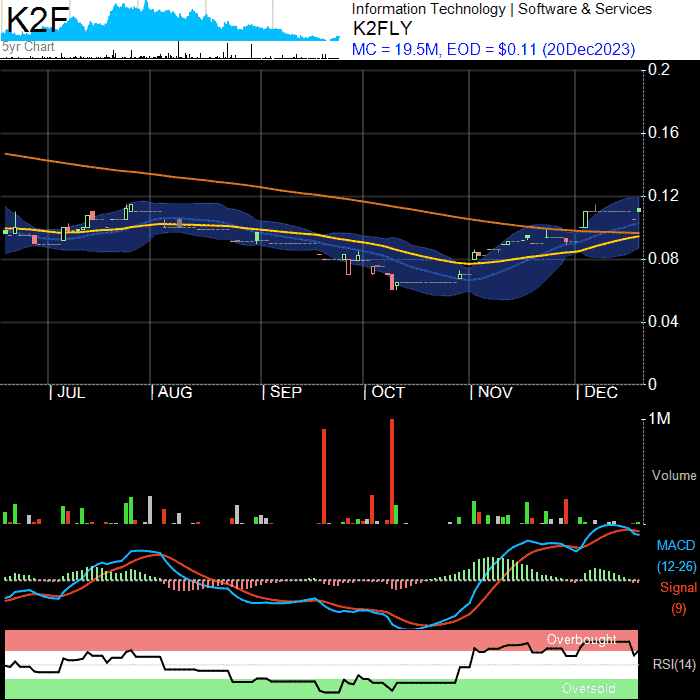 K2F
5yr Chart
Information Technology | Software & Services
K2FLY
MC = 19.5M, EOD = $0.11 (20Dec2023)
0.2
0.16
0.12
0.08
0.04
0
| JUL | AUG | SEP | OCT | NOV | DEC
1M
Volume
MACD
(12-26)
Signal
(9)
Overbought
RSI(14)
Oversold